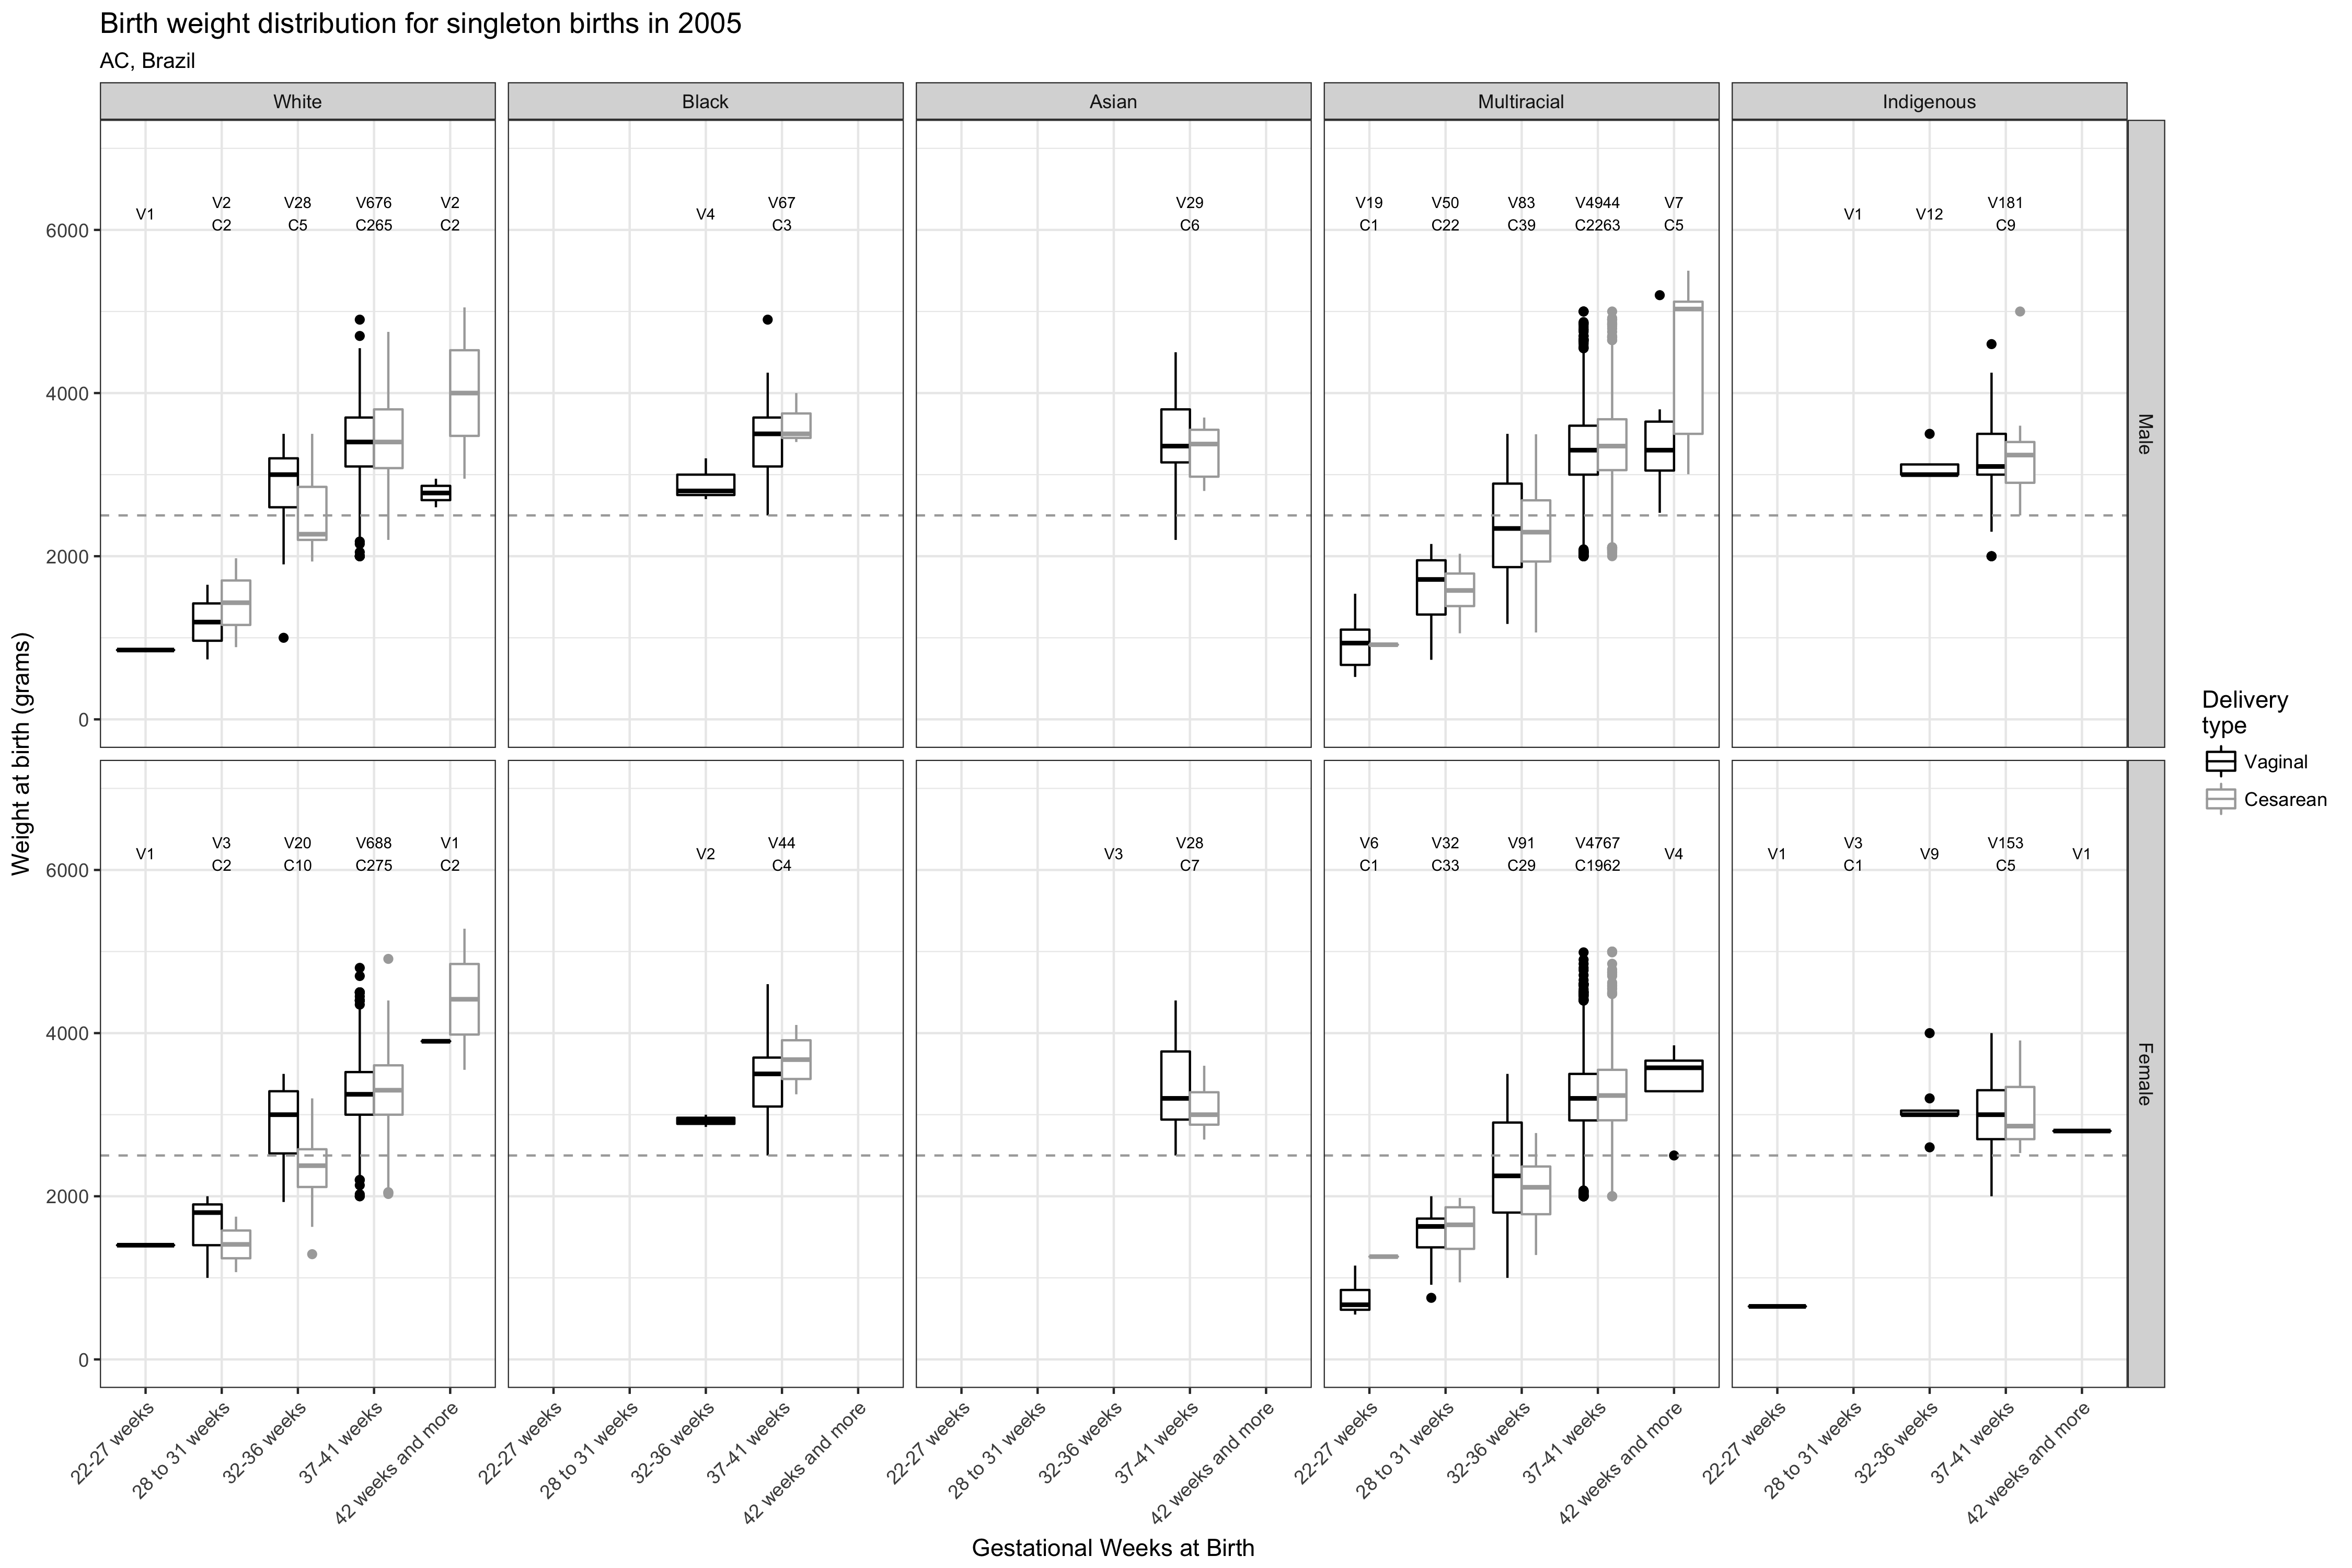 Birth weight distribution for singleton births in 2005
AC, Brazil
White
Black
Asian
Multiracial
Indigenous
Weight at birth (grams)
6000
4000
2000
0
V1
V2
C2
V28
C5
V676
C265
V2
C2
V4
V67
C3
V29
C6
V19
C1
V50
C22
V83
C39
V4944
C2263
V7
C5
V1
V12
V181
C9
Male
6000
4000
2000
0
V1
V3
C2
V20
C10
V688
C275
V1
C2
V2
V44
C4
V3
V28
C7
V6
C1
V32
C33
V91
C29
V4767
C1962
V4
V1
V3
C1
V9
V153
C5
V1
Female
Delivery
type
Vaginal
Cesarean
22-27 weeks
28 to 31 weeks
32-36 weeks
37-41 weeks
42 weeks and more
22-27 weeks
28 to 31 weeks
32-36 weeks
37-41 weeks
42 weeks and more
22-27 weeks
28 to 31 weeks
32-36 weeks
37-41 weeks
42 weeks and more
22-27 weeks
28 to 31 weeks
32-36 weeks
37-41 weeks
42 weeks and more
22-27 weeks
28 to 31 weeks
32-36 weeks
37-41 weeks
42 weeks and more
Gestational Weeks at Birth